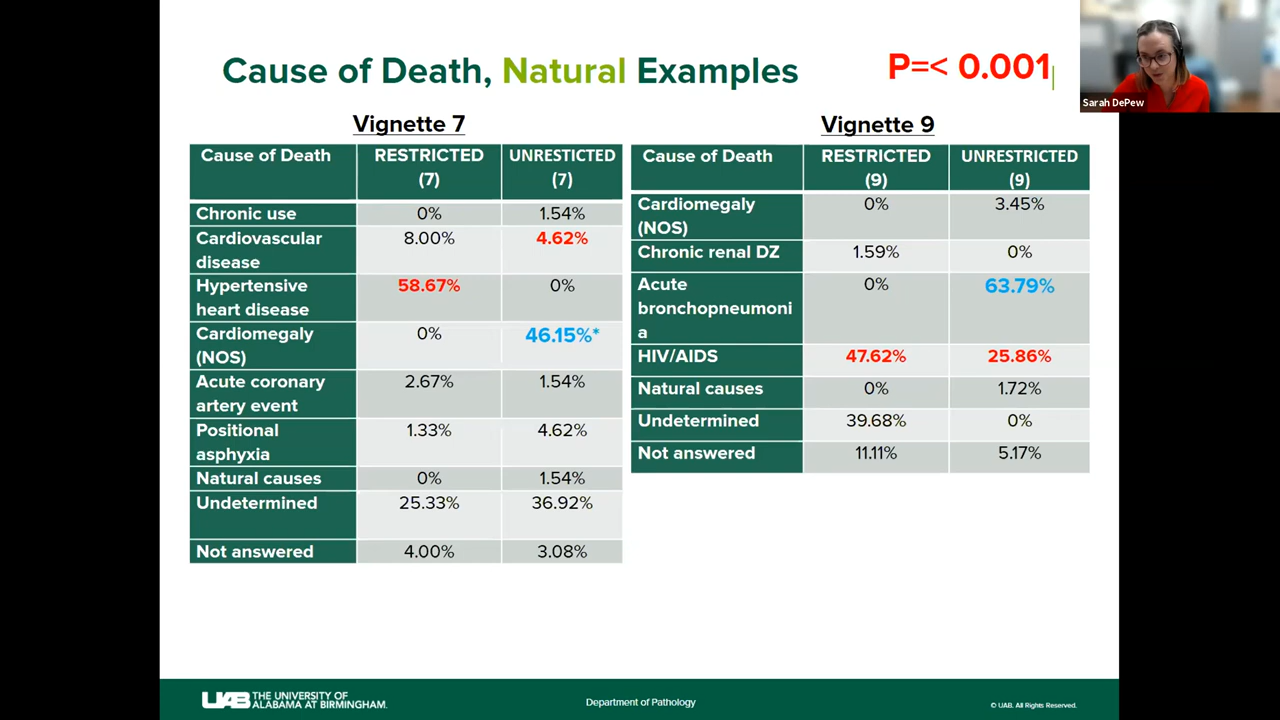 Cause of Death, Natural Examples
P=< 0.001
Sarah DePew
Vignette 7
Cause of Death RESTRICTED (7) UNRESTICTED (7)
Chronic use 0% 1.54%
Cardiovascular disease 8.00% 4.62%
Hypertensive heart disease 58.67% 0%
Cardiomegaly (NOS) 0% 46.15%*
Acute coronary artery event 2.67% 1.54%
Positional asphyxia 1.33% 4.62%
Natural causes 0% 1.54%
Undetermined 25.33% 36.92%
Not answered 4.00% 3.08%
Vignette 9
Cause of Death RESTRICTED (9) UNRESTRICTED (9)
Cardiomegaly (NOS) 0% 3.45%
Chronic renal DZ 1.59% 0%
Acute bronchopneumoni a 0% 63.79%
HIV/AIDS 47.62% 25.86%
Natural causes 0% 1.72%
Undetermined 39.68% 0%
Not answered 11.11% 5.17%
UAB THE UNIVERSITY OF
ALABAMA AT BIRMINGHAM.
Department of Pathology
© UAB. All Rights Reserved.